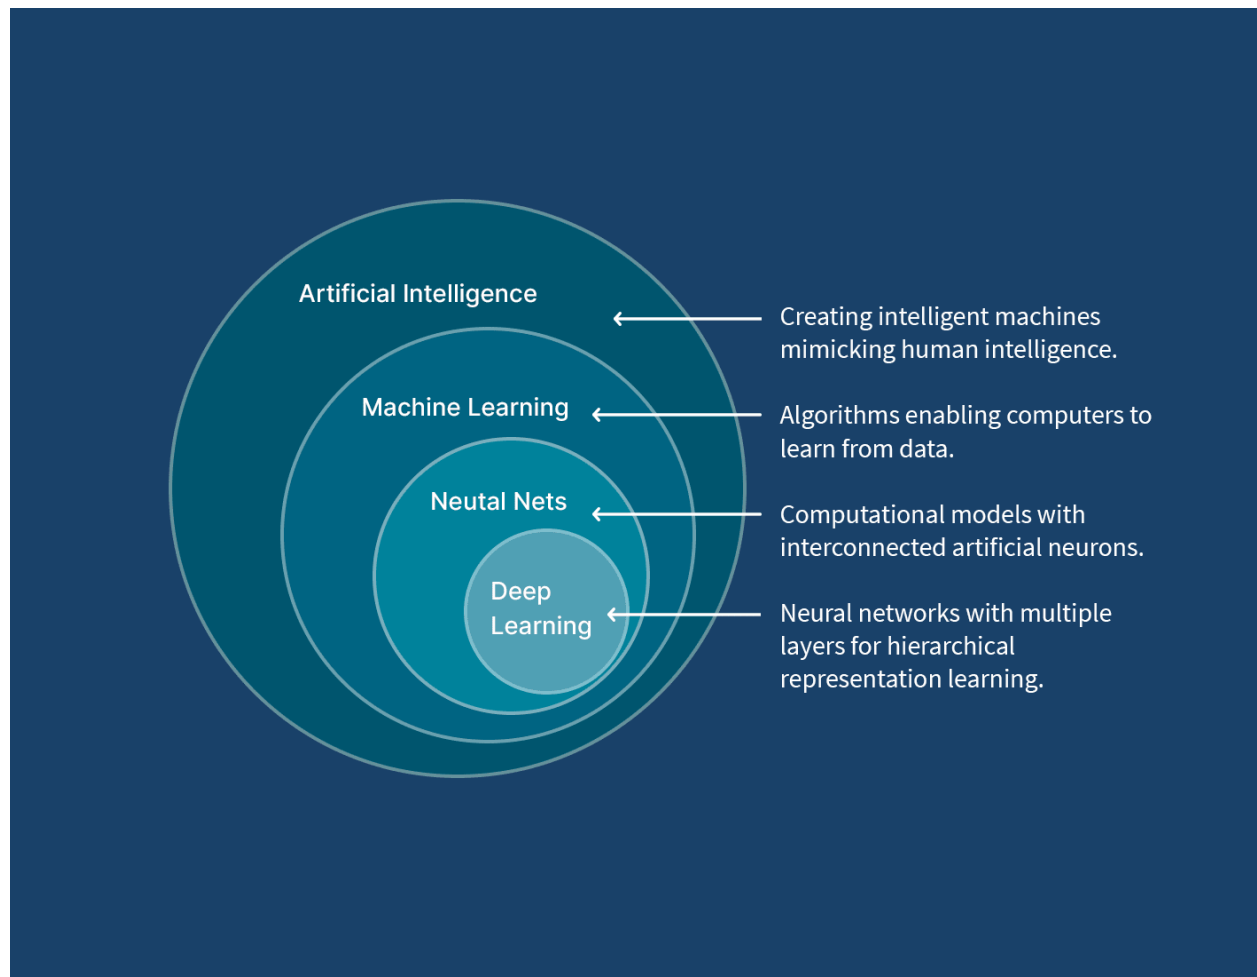 Artificial Intelligence
Creating intelligent machines
mimicking human intelligence.
Machine Learning
Algorithms enabling computers to
learn from data.
Neutal Nets
Computational models with
interconnected artificial neurons.
Deep
Learning
Neural networks with multiple
layers for hierarchical
representation learning.